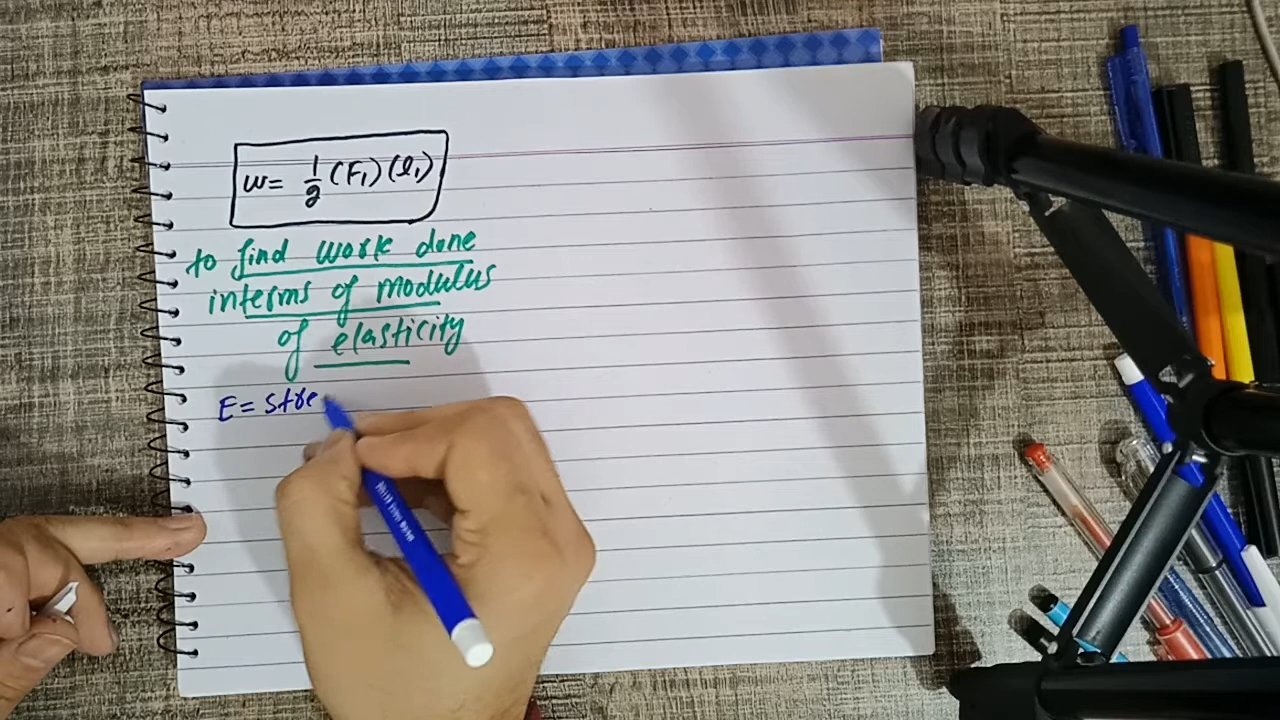 W = 1/2 (F₁) (l₁)
to find work done
interms of modulus
of elasticity
E = stre